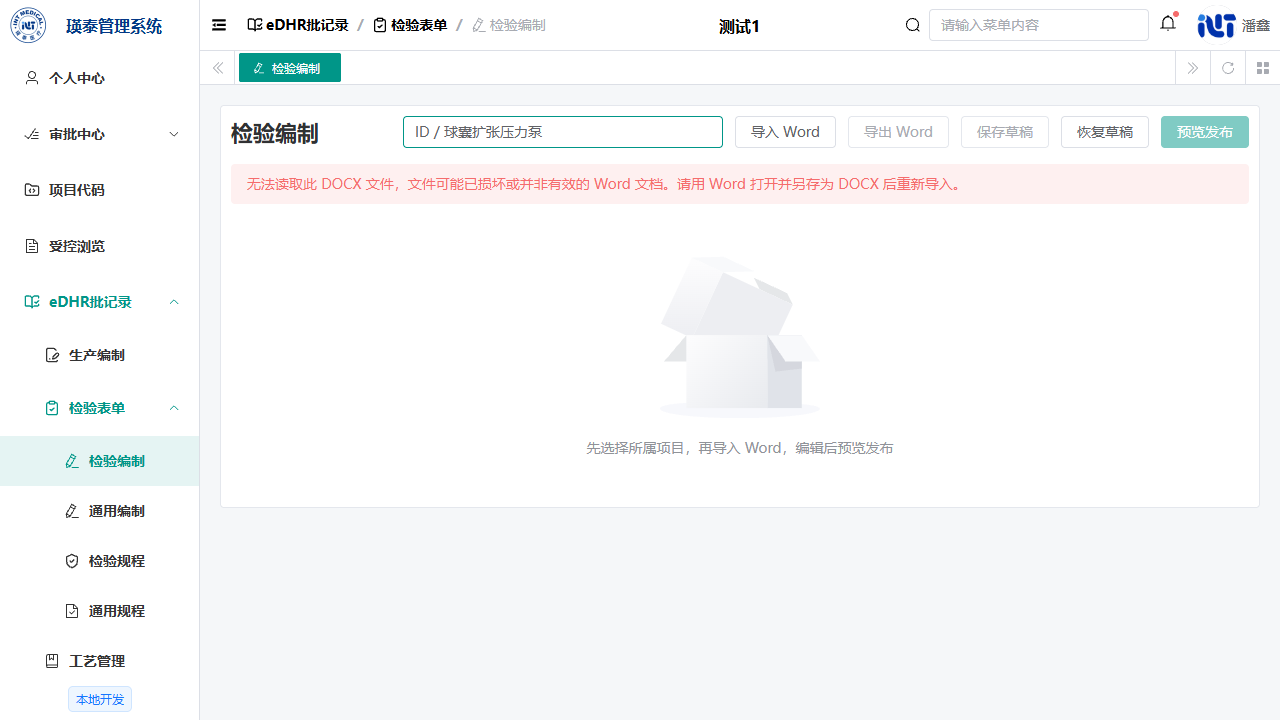 瑛泰管理系统
eDHR批记录 / 检验表单 / 检验编制
测试1
请输入菜单内容
潘鑫
检验编制
个人中心
审批中心
项目代码
受控浏览
eDHR批记录
生产编制
检验表单
检验编制
通用编制
检验规程
通用规程
工艺管理
本地开发
检验编制
ID / 球囊扩张压力泵
导入 Word
导出 Word
保存草稿
恢复草稿
预览发布
无法读取此 DOCX 文件，文件可能已损坏或并非有效的 Word 文档。请用 Word 打开并另存为 DOCX 后重新导入。
先选择所属项目，再导入 Word，编辑后预览发布